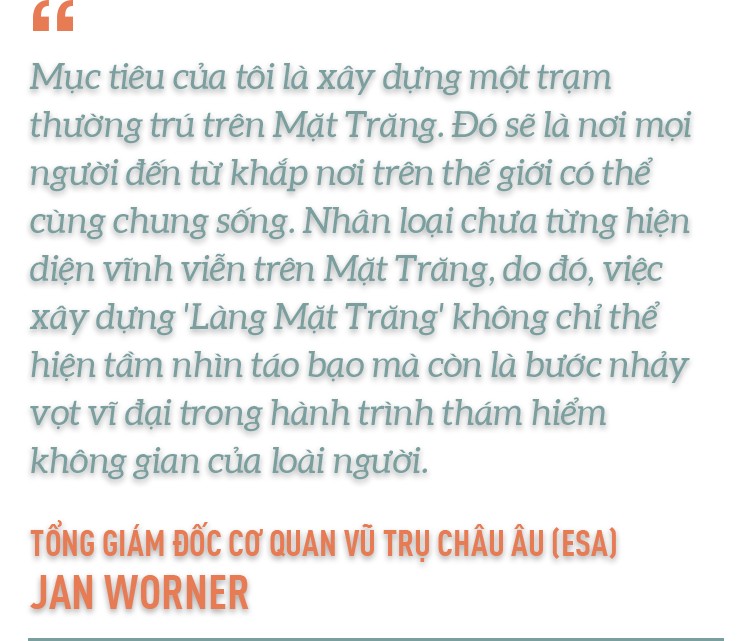 “
Mục tiêu của tôi là xây dựng một trạm
thường trú trên Mặt Trăng. Đó sẽ là nơi mọi
người đến từ khắp nơi trên thế giới có thể
cùng chung sống. Nhân loại chưa từng hiện
diện vĩnh viễn trên Mặt Trăng, do đó, việc
xây dựng 'Làng Mặt Trăng' không chỉ thể
hiện tầm nhìn táo bạo mà còn là bước nhảy
vọt vĩ đại trong hành trình thám hiểm
không gian của loài người.
TỔNG GIÁM ĐỐC CƠ QUAN VŨ TRỤ CHÂU ÂU (ESA)
JAN WORNER